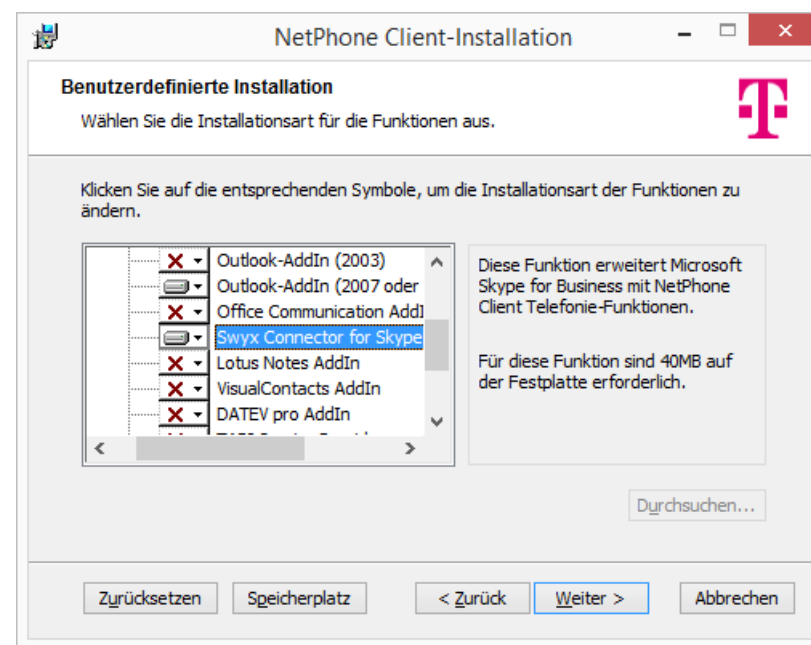 NetPhone Client-Installation
Benutzerdefinierte Installation
Wählen Sie die Installationsart für die Funktionen aus.
T
Klicken Sie auf die entsprechenden Symbole, um die Installationsart der Funktionen zu
ändern.
Outlook-AddIn (2003)
Outlook-AddIn (2007 oder
Office Communication AddI
Swyx Connector for Skype
Lotus Notes AddIn
VisualContacts AddIn
DATEV pro AddIn
Diese Funktion erweitert Microsoft
Skype for Business mit NetPhone
Client Telefonie-Funktionen.
Für diese Funktion sind 40MB auf
der Festplatte erforderlich.
Durchsuchen...
Zurücksetzen
Speicherplatz
< Zurück
Weiter >
Abbrechen